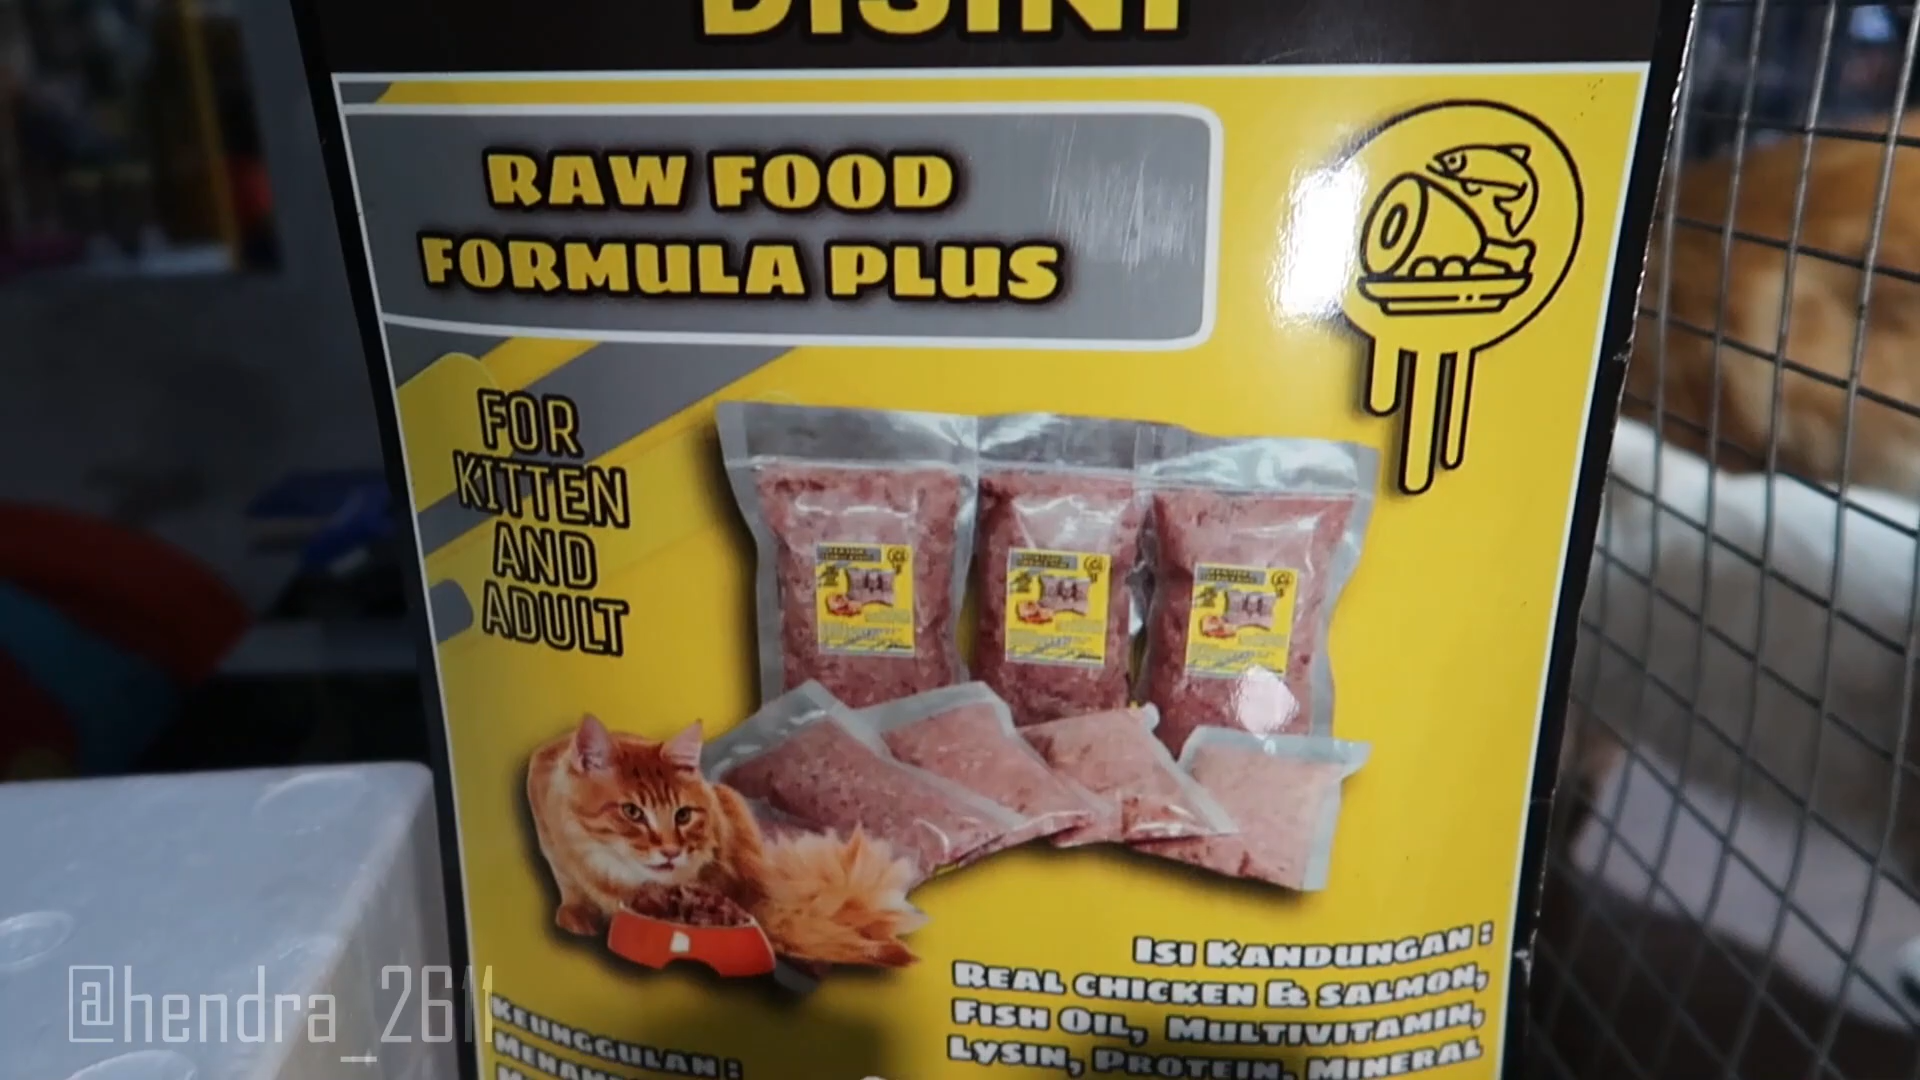 DISINI
RAW FOOD
FORMULA PLUS
FOR
KITTEN
AND
ADULT
ISI KANDUNGAN :
REAL CHICKEN & SALMON,
FISH OIL, MULTIVITAMIN,
LYSIN, PROTEIN, MINERAL
KEUNGGULAN :
@hendra_2611